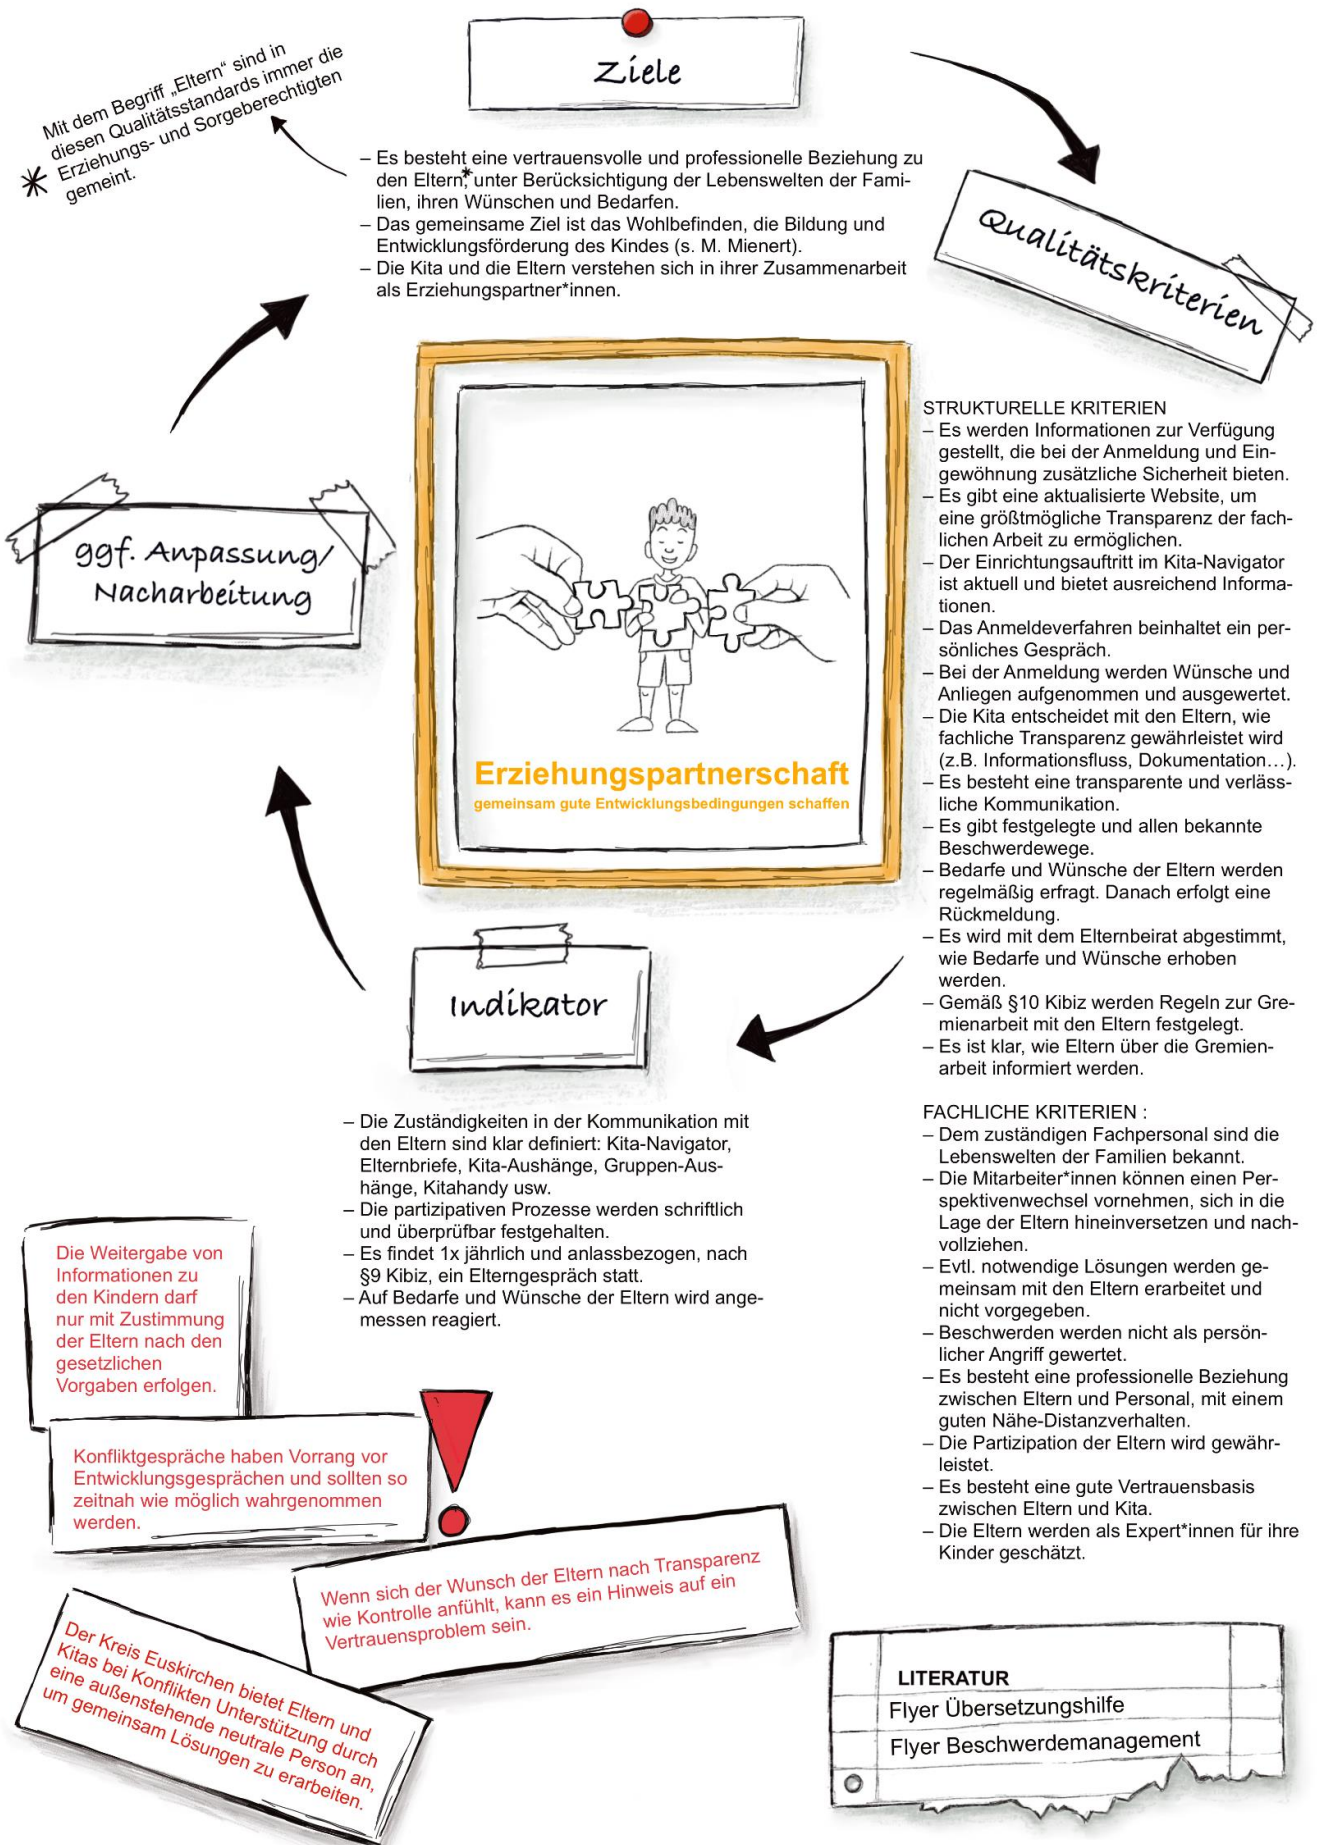 Ziele
Mit dem Begriff „Eltern“ sind in
diesen Qualitätsstandards immer die
Erziehungs- und Sorgeberechtigten
gemeint.
*
– Es besteht eine vertrauensvolle und professionelle Beziehung zu
den Eltern,* unter Berücksichtigung der Lebenswelten der Fami-
lien, ihren Wünschen und Bedarfen.
– Das gemeinsame Ziel ist das Wohlbefinden, die Bildung und
Entwicklungsförderung des Kindes (s. M. Mienert).
– Die Kita und die Eltern verstehen sich in ihrer Zusammenarbeit
als Erziehungspartner*innen.
Qualitätskriterien
STRUKTURELLE KRITERIEN
– Es werden Informationen zur Verfügung
gestellt, die bei der Anmeldung und Ein-
gewöhnung zusätzliche Sicherheit bieten.
– Es gibt eine aktualisierte Website, um
eine größtmögliche Transparenz der fach-
lichen Arbeit zu ermöglichen.
– Der Einrichtungsauftritt im Kita-Navigator
ist aktuell und bietet ausreichend Informa-
tionen.
– Das Anmeldeverfahren beinhaltet ein per-
sönliches Gespräch.
– Bei der Anmeldung werden Wünsche und
Anliegen aufgenommen und ausgewertet.
– Die Kita entscheidet mit den Eltern, wie
fachliche Transparenz gewährleistet wird
(z.B. Informationsfluss, Dokumentation…).
– Es besteht eine transparente und verläss-
liche Kommunikation.
– Es gibt festgelegte und allen bekannte
Beschwerdewege.
– Bedarfe und Wünsche der Eltern werden
regelmäßig erfragt. Danach erfolgt eine
Rückmeldung.
– Es wird mit dem Elternbeirat abgestimmt,
wie Bedarfe und Wünsche erhoben
werden.
– Gemäß §10 Kibiz werden Regeln zur Gre-
mienarbeit mit den Eltern festgelegt.
– Es ist klar, wie Eltern über die Gremien-
arbeit informiert werden.
FACHLICHE KRITERIEN :
– Dem zuständigen Fachpersonal sind die
Lebenswelten der Familien bekannt.
– Die Mitarbeiter*innen können einen Per-
spektivenwechsel vornehmen, sich in die
Lage der Eltern hineinversetzen und nach-
vollziehen.
– Evtl. notwendige Lösungen werden ge-
meinsam mit den Eltern erarbeitet und
nicht vorgegeben.
– Beschwerden werden nicht als persön-
licher Angriff gewertet.
– Es besteht eine professionelle Beziehung
zwischen Eltern und Personal, mit einem
guten Nähe-Distanzverhalten.
– Die Partizipation der Eltern wird gewähr-
leistet.
– Es besteht eine gute Vertrauensbasis
zwischen Eltern und Kita.
– Die Eltern werden als Expert*innen für ihre
Kinder geschätzt.
ggf. Anpassung/
Nacharbeitung
Erziehungspartnerschaft
gemeinsam gute Entwicklungsbedingungen schaffen
Indikator
– Die Zuständigkeiten in der Kommunikation mit
den Eltern sind klar definiert: Kita-Navigator,
Elternbriefe, Kita-Aushänge, Gruppen-Aus-
hänge, Kitahandy usw.
– Die partizipativen Prozesse werden schriftlich
und überprüfbar festgehalten.
– Es findet 1x jährlich und anlassbezogen, nach
§9 Kibiz, ein Elterngespräch statt.
– Auf Bedarfe und Wünsche der Eltern wird ange-
messen reagiert.
Die Weitergabe von
Informationen zu
den Kindern darf
nur mit Zustimmung
der Eltern nach den
gesetzlichen
Vorgaben erfolgen.
Konfliktgespräche haben Vorrang vor
Entwicklungsgesprächen und sollten so
zeitnah wie möglich wahrgenommen
werden.
!
Wenn sich der Wunsch der Eltern nach Transparenz
wie Kontrolle anfühlt, kann es ein Hinweis auf ein
Vertrauensproblem sein.
Der Kreis Euskirchen bietet Eltern und
Kitas bei Konflikten Unterstützung durch
eine außenstehende neutrale Person an,
um gemeinsam Lösungen zu erarbeiten.
LITERATUR
Flyer Übersetzungshilfe
Flyer Beschwerdemanagement